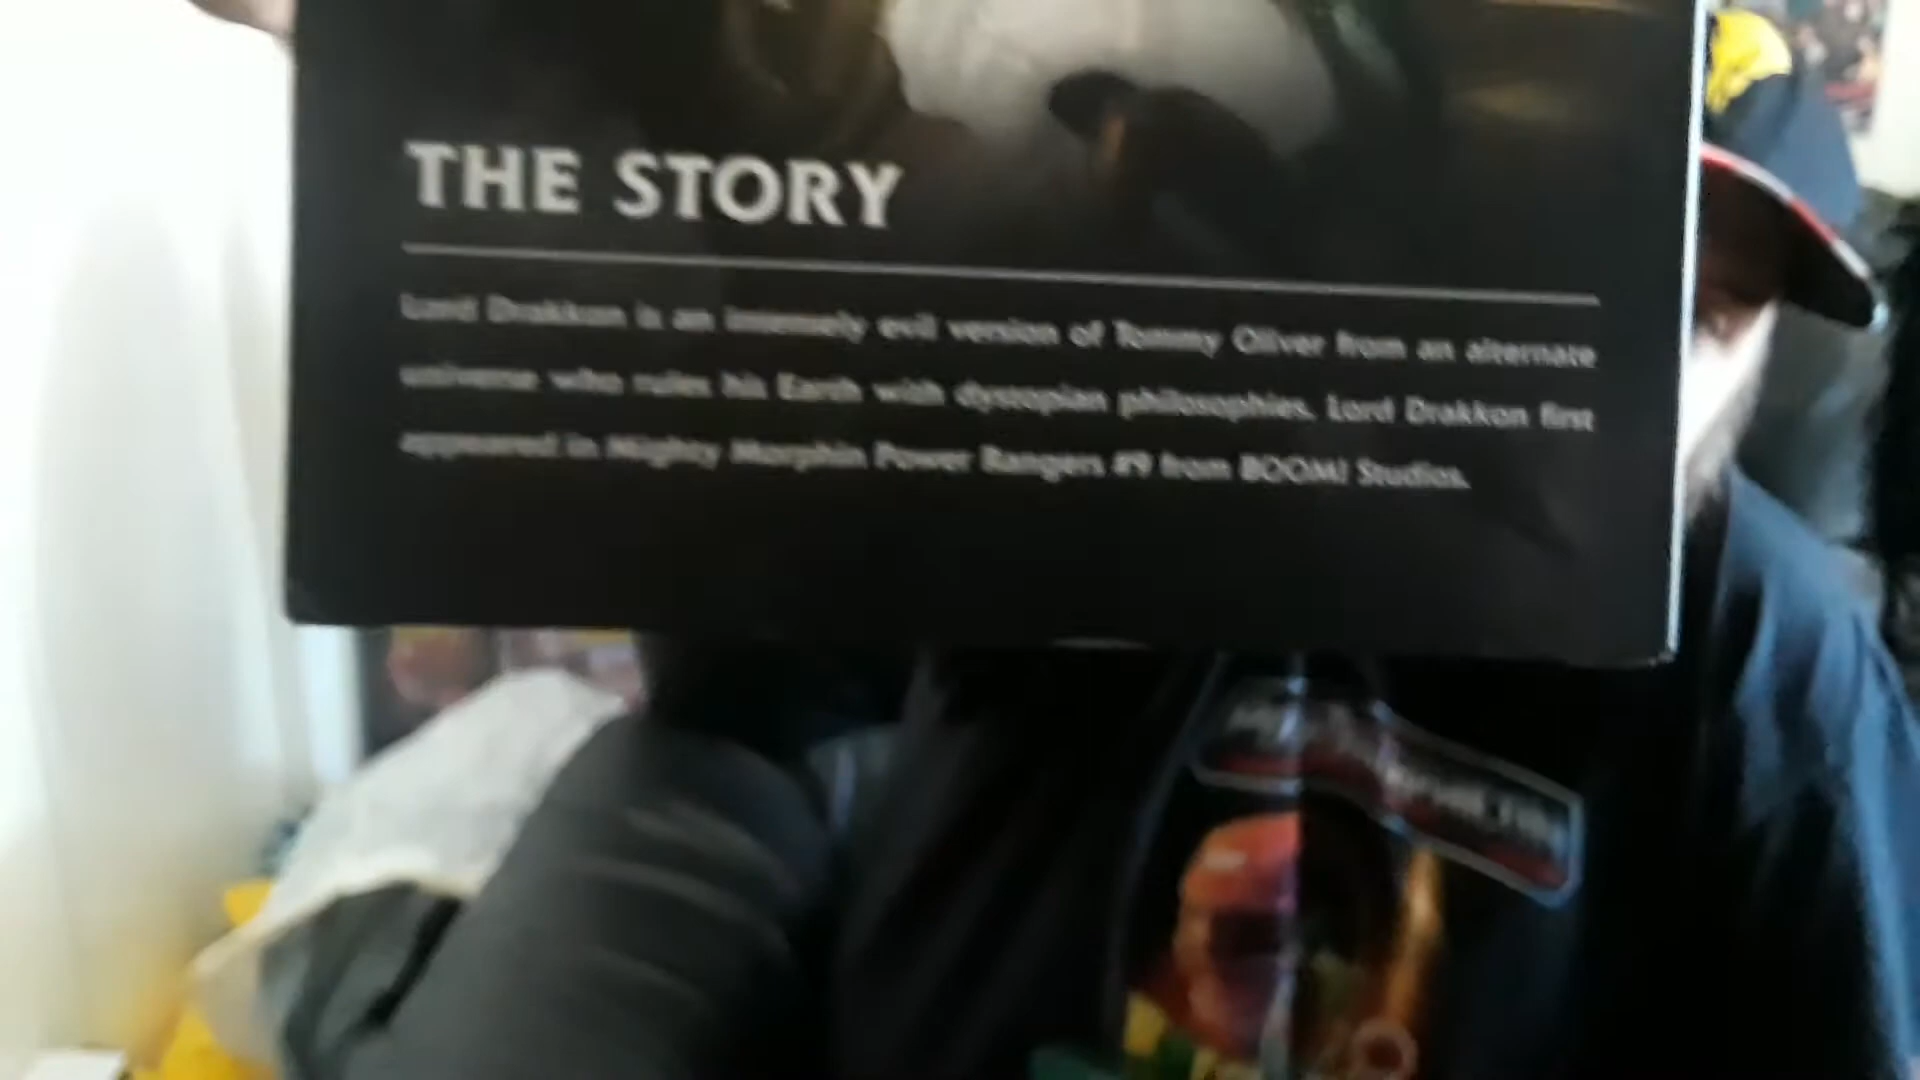 THE STORY
Lord Drakkon is an immensely evil version of Tommy Oliver from an alternate
universe who rules his Earth with dystopian philosophies. Lord Drakkon first
appeared in Mighty Morphin Power Rangers #9 from BOOM! Studios.